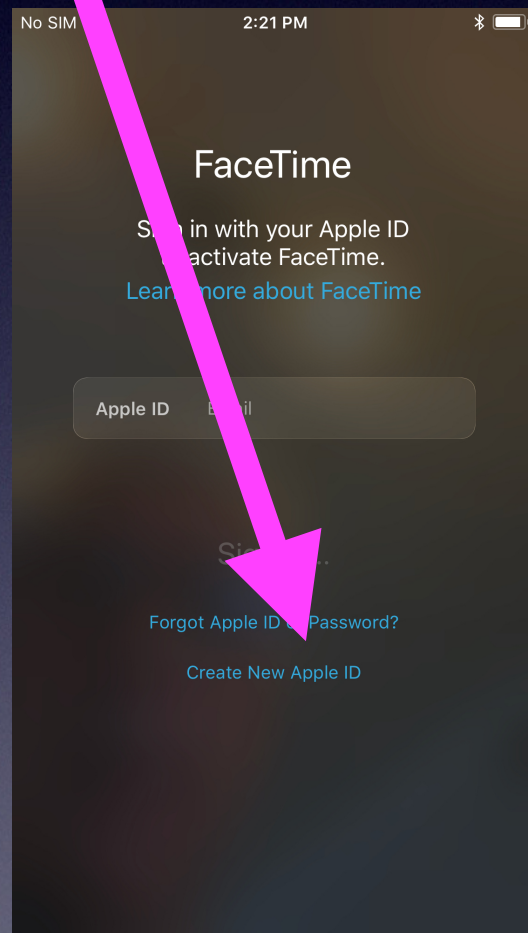 No SIM 2:21 PM
FaceTime
in with your Apple ID
activate FaceTime.
more about FaceTime
Apple ID
Forgot Apple ID Password?
Create New Apple ID